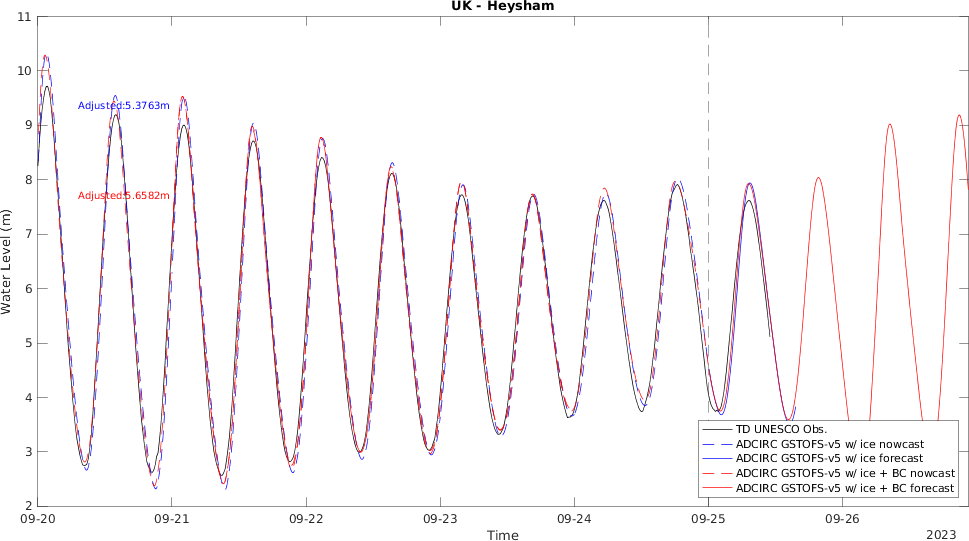 UK - Heysham
11
10
9
8
7
6
5
4
3
2
Water Level (m)
Adjusted:5.3763m
Adjusted:5.6582m
TD UNESCO Obs.
ADCIRC GSTOFS-v5 w/ ice nowcast
ADCIRC GSTOFS-v5 w/ ice forecast
ADCIRC GSTOFS-v5 w/ ice + BC nowcast
ADCIRC GSTOFS-v5 w/ ice + BC forecast
09-20 09-21 09-22 09-23 09-24 09-25 09-26
Time
2023